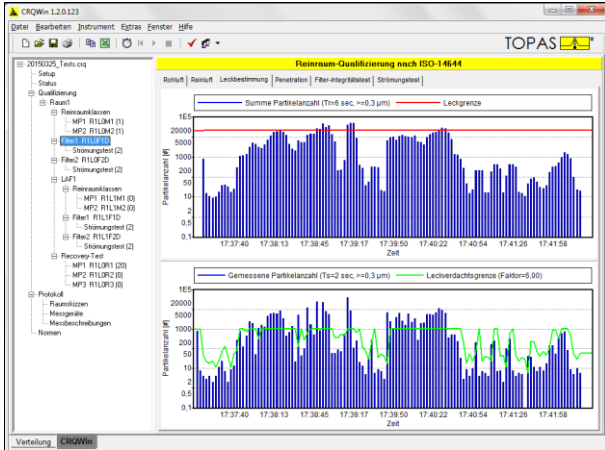 CRQWin 1.2.0.123
Datei Bearbeiten Instrument Extras Fenster Hilfe
TOPAS
20150325_Tests.crq
Setup
Status
Qualifizierung
Raum1
Reinraumklassen
MP1 R1L0M1 (1)
MP2 R1L0M2 (1)
Filter1 R1L0F1D
Strömungstest (2)
Filter2 R1L0F2D
Strömungstest (2)
LAF1
Reinraumklassen
MP1 R1L1M1 (0)
MP2 R1L1M2 (0)
Filter1 R1L1F1D
Strömungstest (2)
Filter2 R1L1F2D
Strömungstest (2)
Recovery-Test
MP1 R1L0R1 (20)
MP2 R1L0R2 (0)
MP3 R1L0R3 (0)
Protokoll
Raumskizzen
Messgeräte
Messbeschreibungen
Normen
Reinraum-Qualifizierung nach ISO-14644
Rohluft Reinluft Leckbestimmung Penetration Filter-Integritätstest Strömungstest
Summe Partikelanzahl (Tr=6 sec, >=0,3 µm) Leckgrenze
Partikelanzahl [#]
1E5
20000
5000
1000
200
50
10
2
0,5
0,1
17:37:40 17:38:13 17:38:45 17:39:17 17:39:50 17:40:22 17:40:54 17:41:26 17:41:58
Zeit
Gemessene Partikelanzahl (Ts=2 sec, >=0,3 µm) Leckverdachtsgrenze (Faktor=6,00)
Partikelanzahl [#]
1E5
20000
5000
1000
200
50
10
2
0,5
0,1
17:37:40 17:38:13 17:38:45 17:39:17 17:39:50 17:40:22 17:40:54 17:41:26 17:41:58
Zeit
Verteilung CRQWin